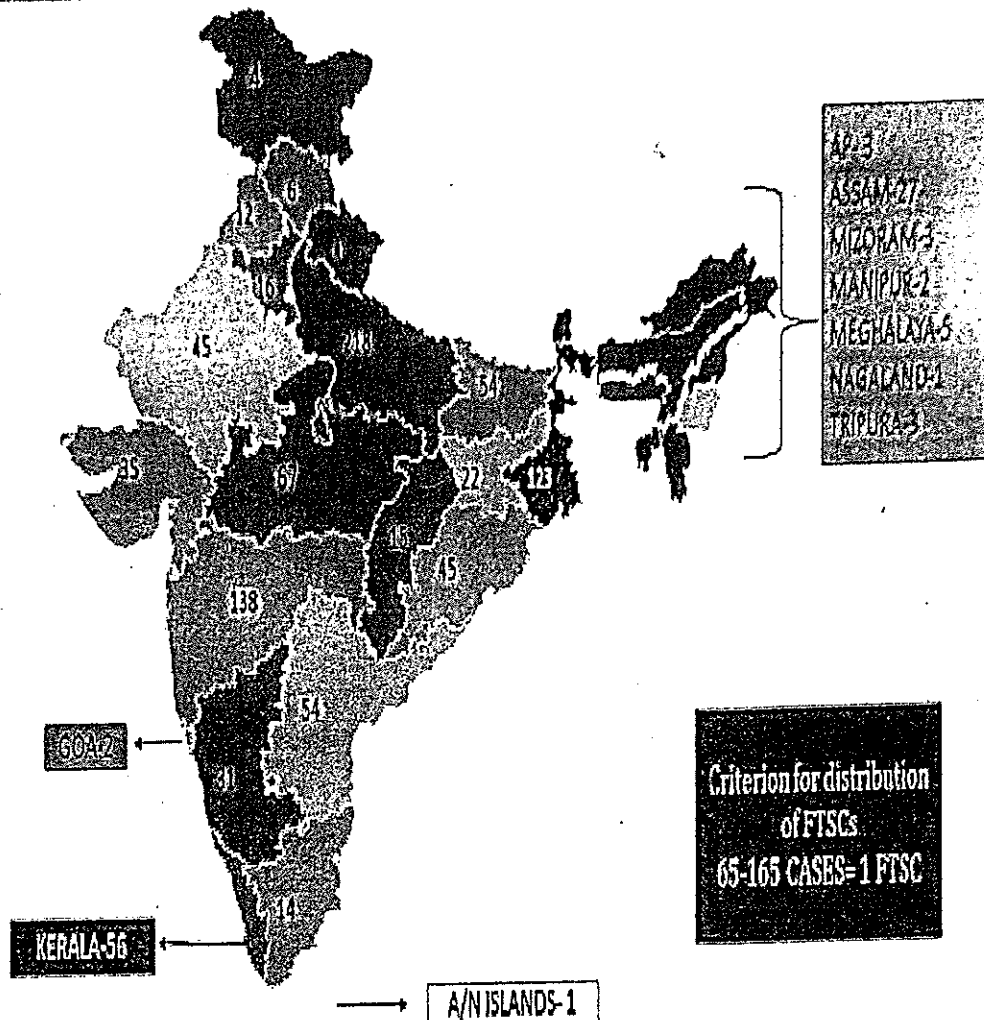 4
6
12
16
45
218
54
35
67
22
123
45
138
54
31
14
AP-3
ASSAM-27
MIZORAM-3
MANIPUR-2
MEGHALAYA-5
NAGALAND-1
TRIPURA-3
GOA-2
Criterion for distribution
of FTSCs
65-165 CASES= 1 FTSC
KERALA-56
A/N ISLANDS- 1